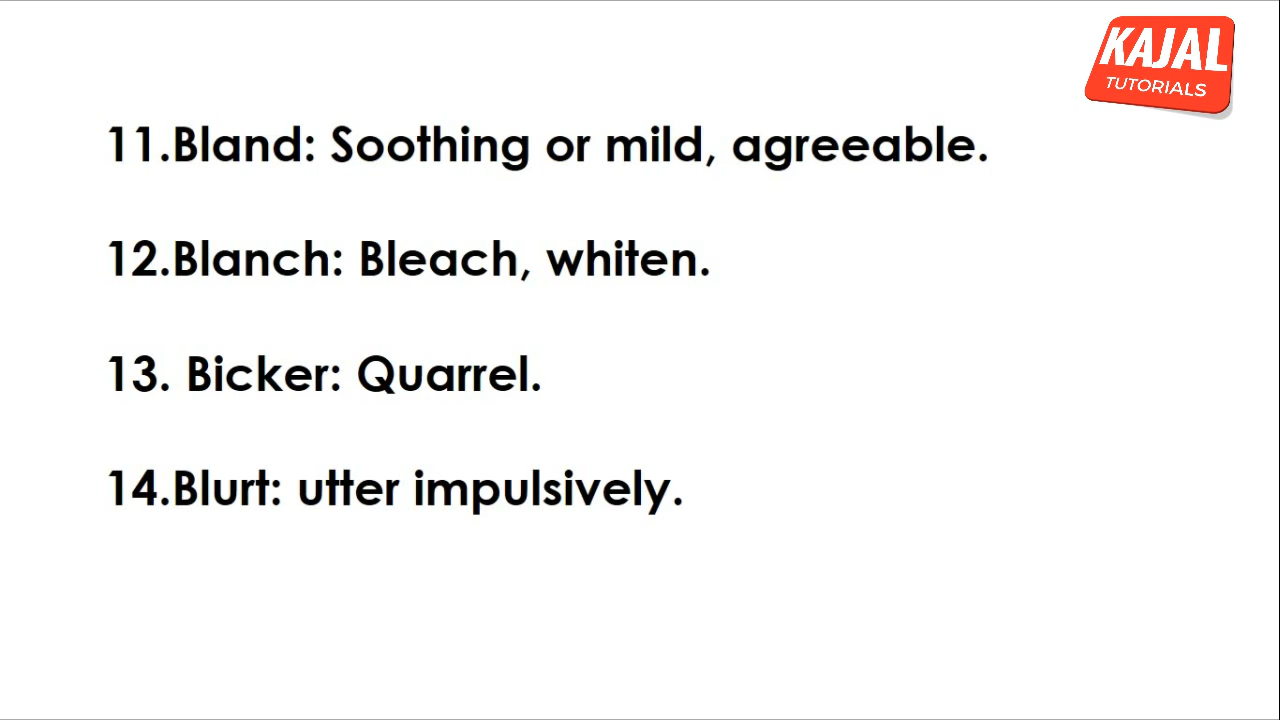 KAJAL
TUTORIALS
11.Bland: Soothing or mild, agreeable.
12.Blanch: Bleach, whiten.
13. Bicker: Quarrel.
14.Blurt: utter impulsively.